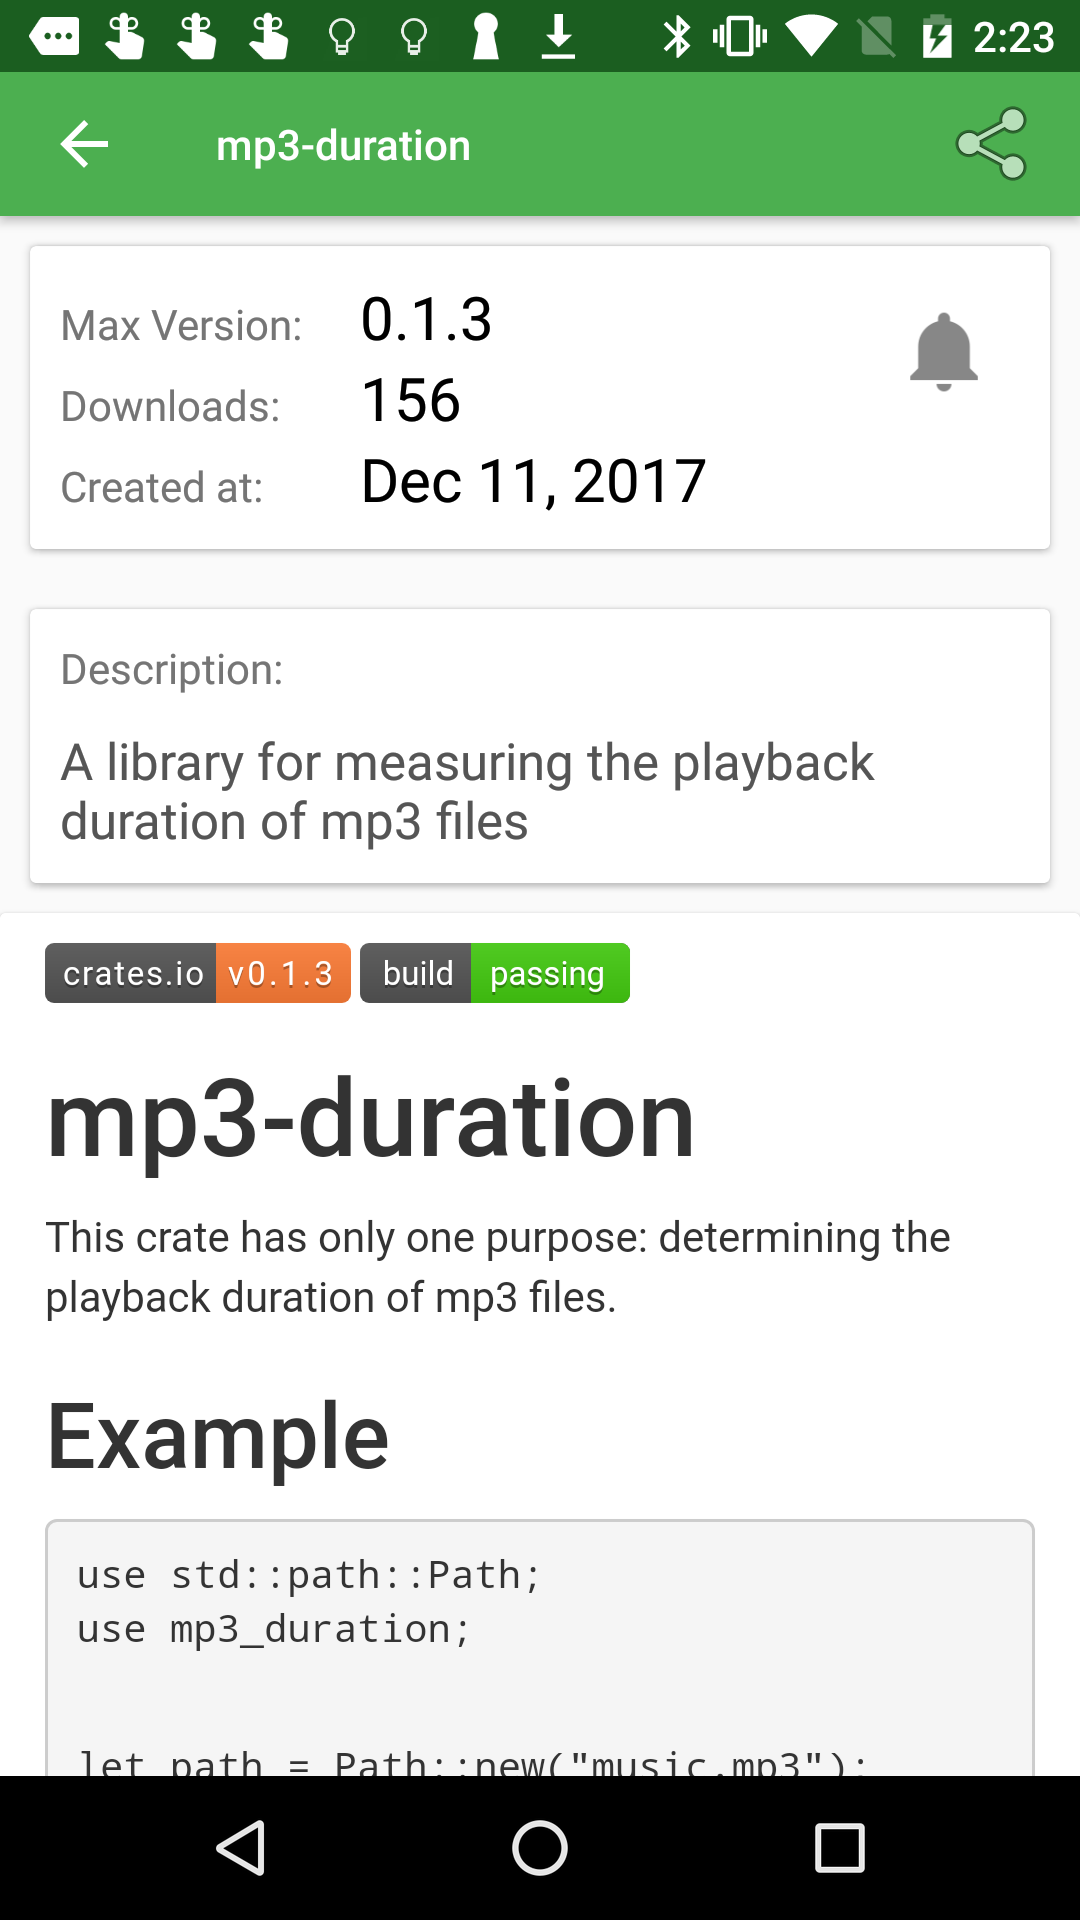 2:23
mp3-duration
Max Version: 0.1.3
Downloads: 156
Created at: Dec 11, 2017
Description:
A library for measuring the playback
duration of mp3 files
crates.io v0.1.3 build passing
mp3-duration
This crate has only one purpose: determining the
playback duration of mp3 files.
Example
use std::path::Path;
use mp3_duration;
let path = Path::new("music.mp3");